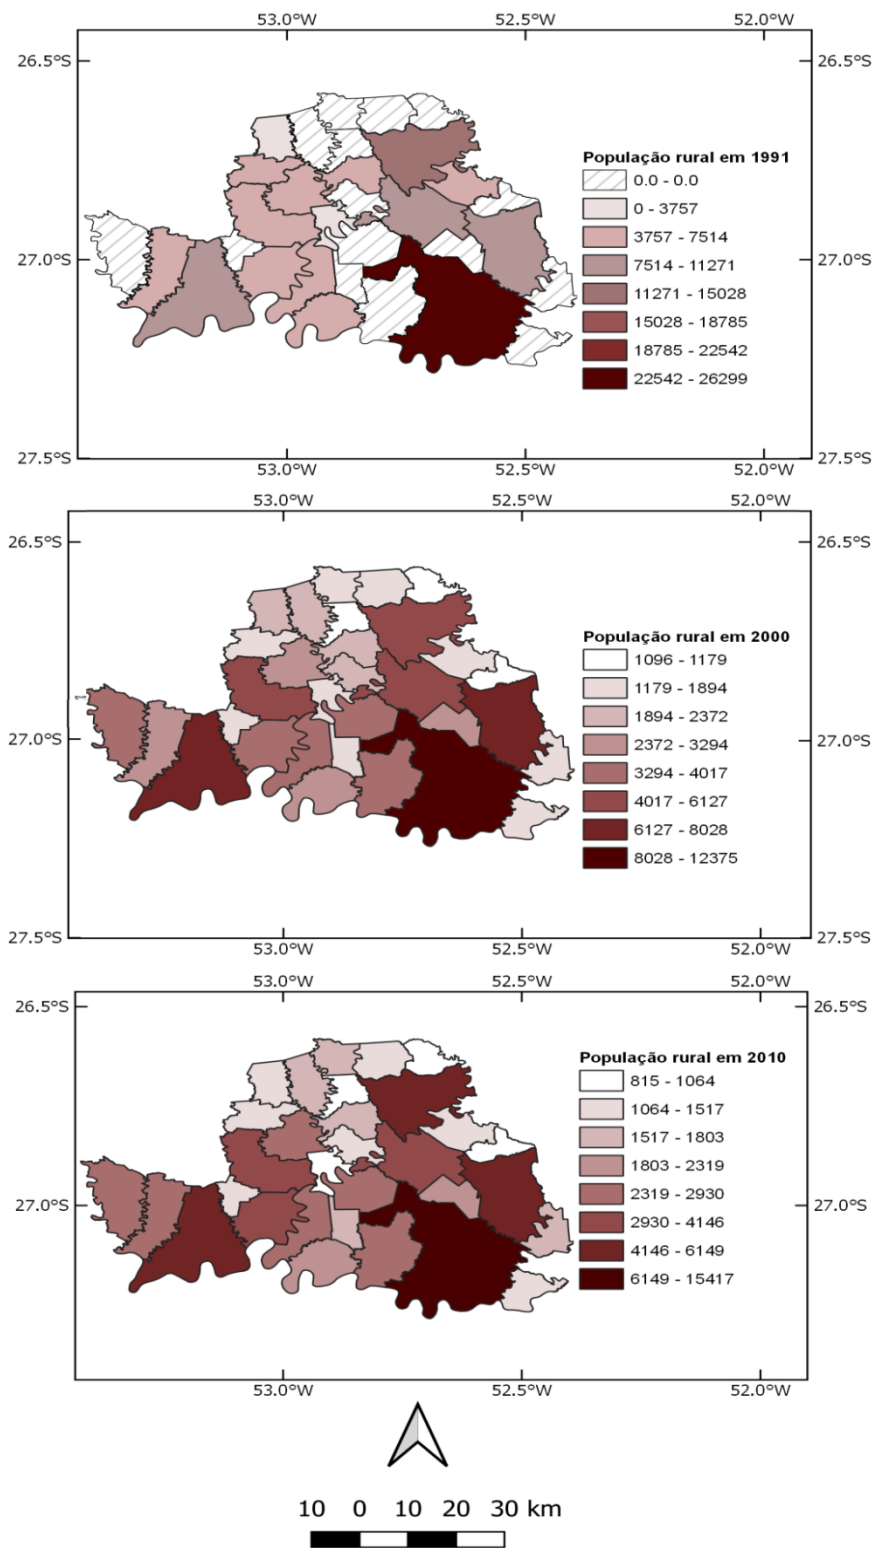 53.0°W 52.5°W 52.0°W
26.5°S 26.5°S
População rural em 1991
0.0 - 0.0
0 - 3757
3757 - 7514
7514 - 11271
11271 - 15028
15028 - 18785
18785 - 22542
22542 - 26299
27.0°S 27.0°S
27.5°S 27.5°S
53.0°W 52.5°W 52.0°W
53.0°W 52.5°W 52.0°W
26.5°S 26.5°S
População rural em 2000
1096 - 1179
1179 - 1894
1894 - 2372
2372 - 3294
3294 - 4017
4017 - 6127
6127 - 8028
8028 - 12375
27.0°S 27.0°S
27.5°S 27.5°S
53.0°W 52.5°W 52.0°W
53.0°W 52.5°W 52.0°W
26.5°S 26.5°S
População rural em 2010
815 - 1064
1064 - 1517
1517 - 1803
1803 - 2319
2319 - 2930
2930 - 4146
4146 - 6149
6149 - 15417
27.0°S 27.0°S
53.0°W 52.5°W 52.0°W
10 0 10 20 30 km